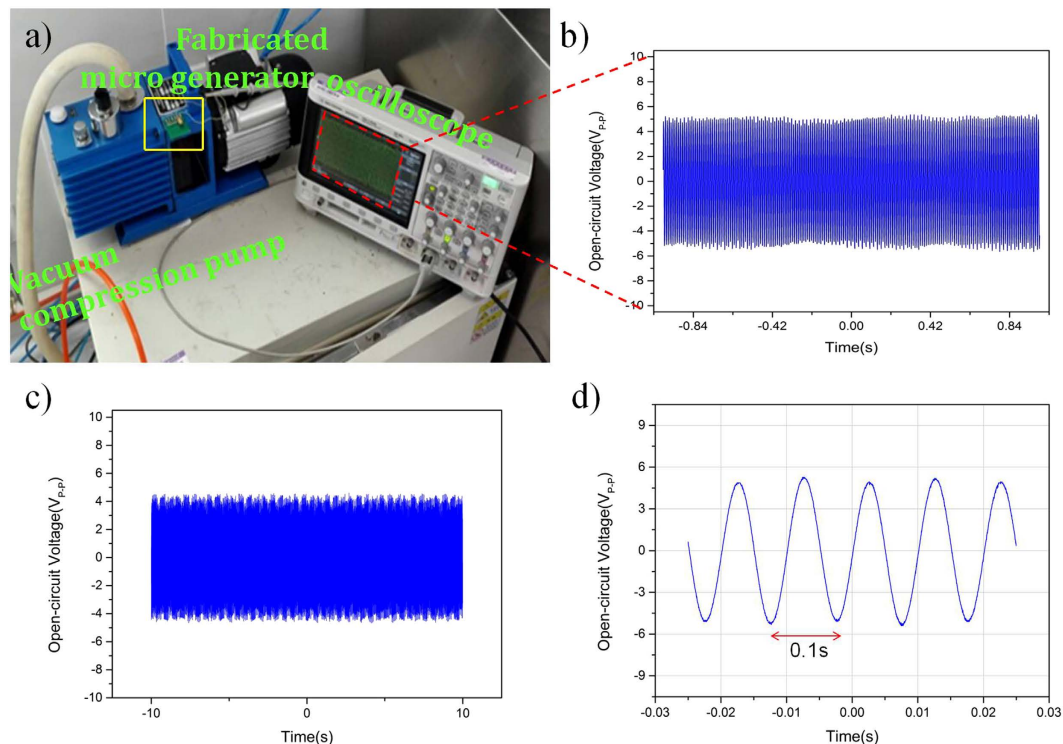 a)
Fabricated
micro generator
oscilloscope
Vacuum
compression pump
b)
10
8
6
4
2
0
-2
-4
-6
-8
-10
Open-circuit Voltage(VP-P)
-0.84 -0.42 0.00 0.42 0.84
Time(s)
c)
10
8
6
4
2
0
-2
-4
-6
-8
-10
Open-circuit Voltage(VP-P)
-10 0 10
Time(s)
d)
9
6
3
0
-3
-6
-9
Open-circuit Voltage(VP-P)
0.1s
-0.03 -0.02 -0.01 0.00 0.01 0.02 0.03
Time(s)